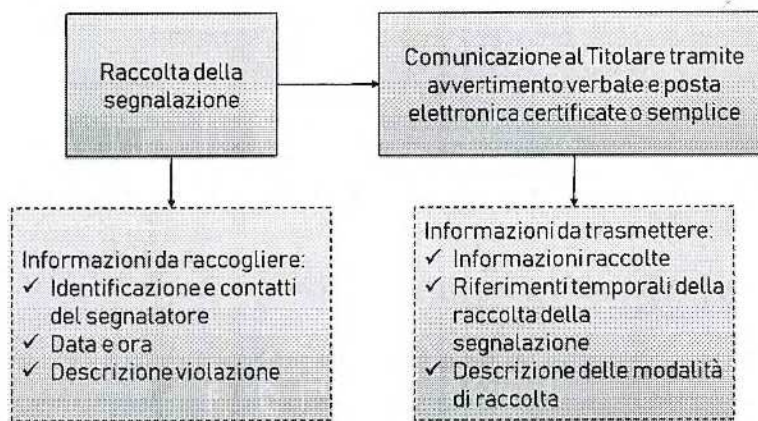 Raccolta della
segnalazione
Comunicazione al Titolare tramite
avvertimento verbale e posta
elettronica certificate o semplice
Informazioni da raccogliere:
✓ Identificazione e contatti
del segnalatore
✓ Data e ora
✓ Descrizione violazione
Informazioni da trasmettere:
✓ Informazioni raccolte
✓ Riferimenti temporali della
raccolta della
segnalazione
✓ Descrizione delle modalità
di raccolta